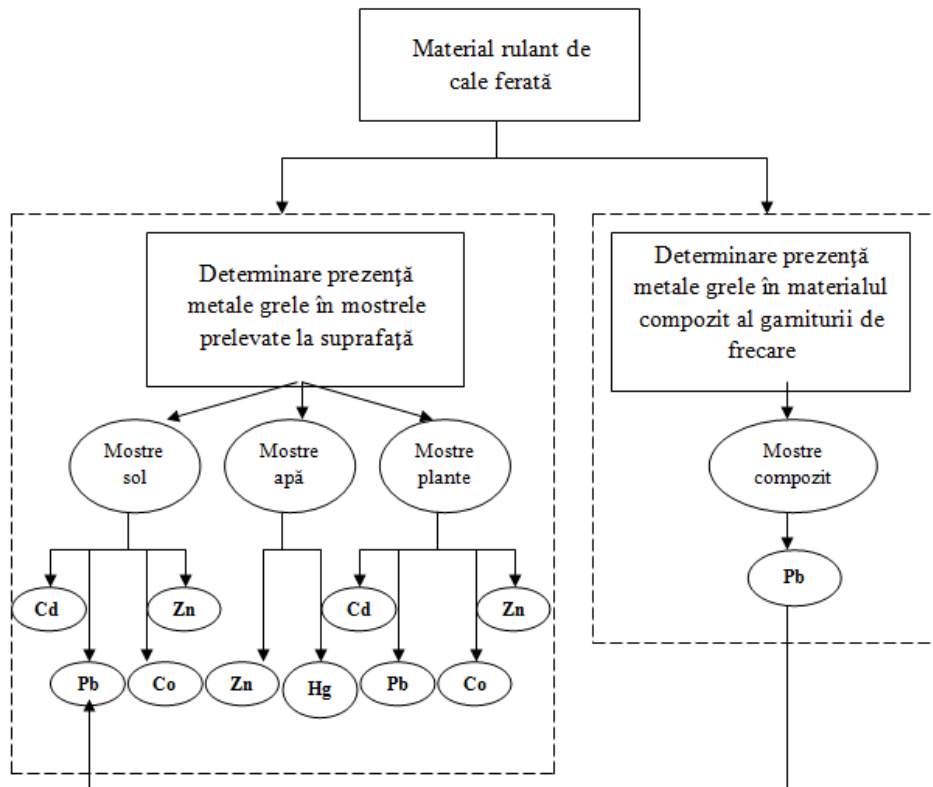 Material rulant de
cale ferată
Determinare prezenţă
metale grele în mostrele
prelevate la suprafaţă
Determinare prezenţă
metale grele în materialul
compozit al garniturii de
frecare
Mostre
sol
Mostre
apă
Mostre
plante
Mostre
compozit
Cd
Zn
Cd
Zn
Pb
Pb
Co
Zn
Hg
Pb
Co